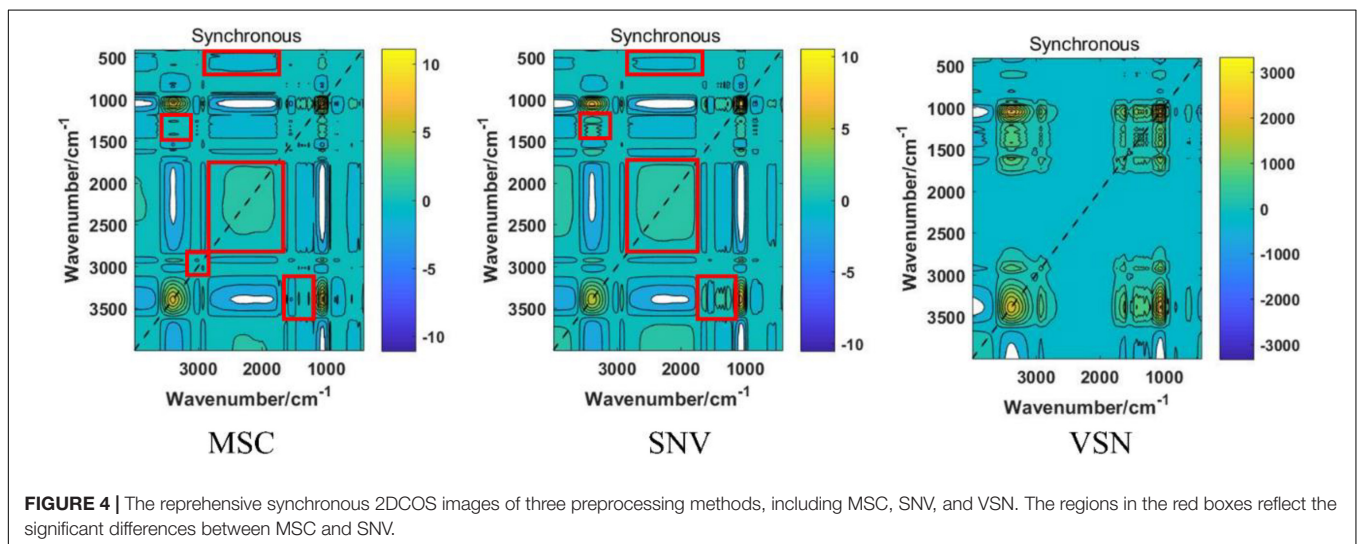 Synchronous
Wavenumber/cm-1
500
1000
1500
2000
2500
3000
3500
3000 2000 1000
Wavenumber/cm-1
10
5
0
-5
-10
MSC
Synchronous
Wavenumber/cm-1
500
1000
1500
2000
2500
3000
3500
3000 2000 1000
Wavenumber/cm-1
10
5
0
-5
-10
SNV
Synchronous
Wavenumber/cm-1
500
1000
1500
2000
2500
3000
3500
3000 2000 1000
Wavenumber/cm-1
3000
2000
1000
0
-1000
-2000
-3000
VSN
FIGURE 4 | The reprehensive synchronous 2DCOS images of three preprocessing methods, including MSC, SNV, and VSN. The regions in the red boxes reflect the
significant differences between MSC and SNV.